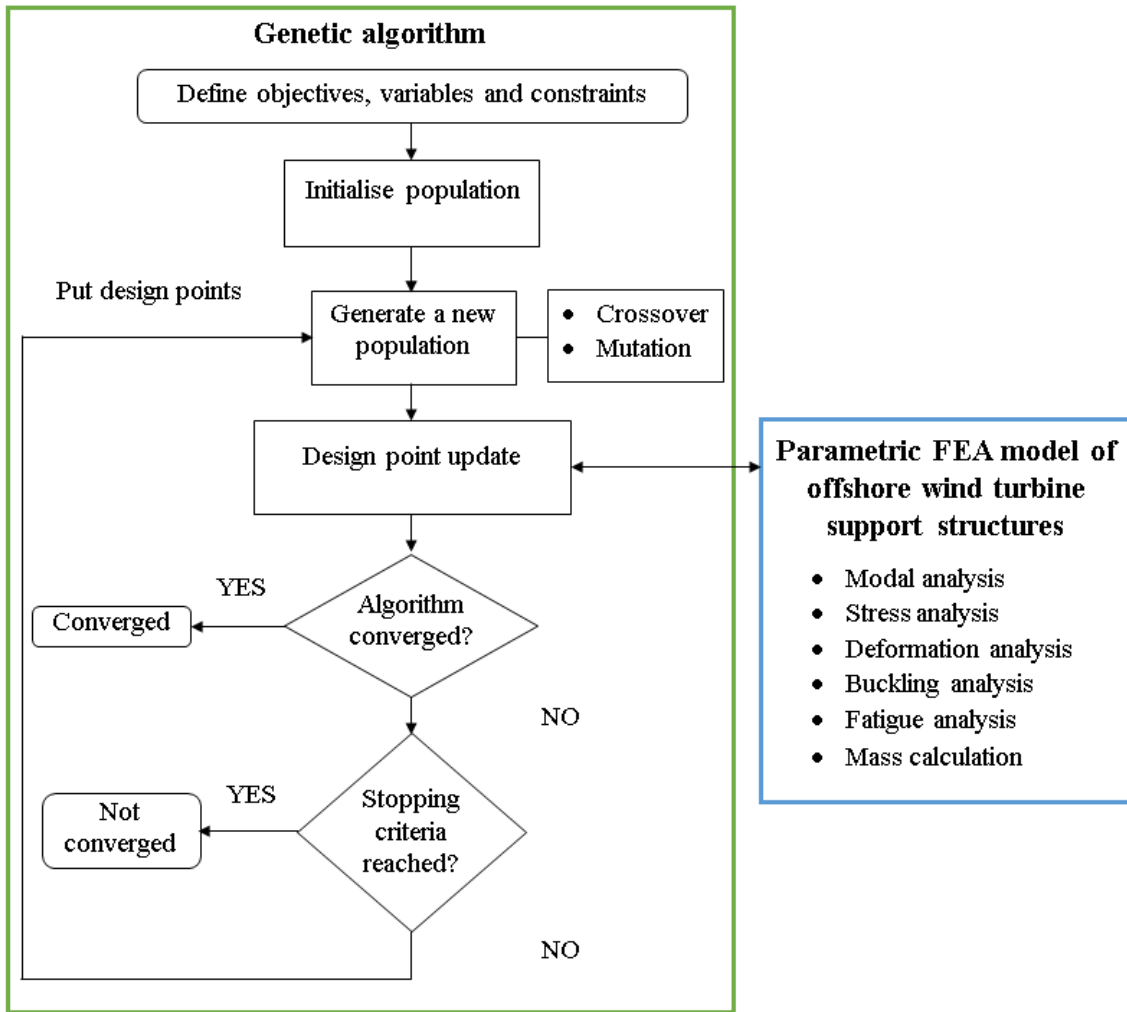 Genetic algorithm
Define objectives, variables and constraints
Initialise population
Put design points
Generate a new
population
• Crossover
• Mutation
Design point update
YES
Algorithm
converged?
Converged
NO
YES
Stopping
criteria
reached?
Not
converged
NO
Parametric FEA model of
offshore wind turbine
support structures
• Modal analysis
• Stress analysis
• Deformation analysis
• Buckling analysis
• Fatigue analysis
• Mass calculation